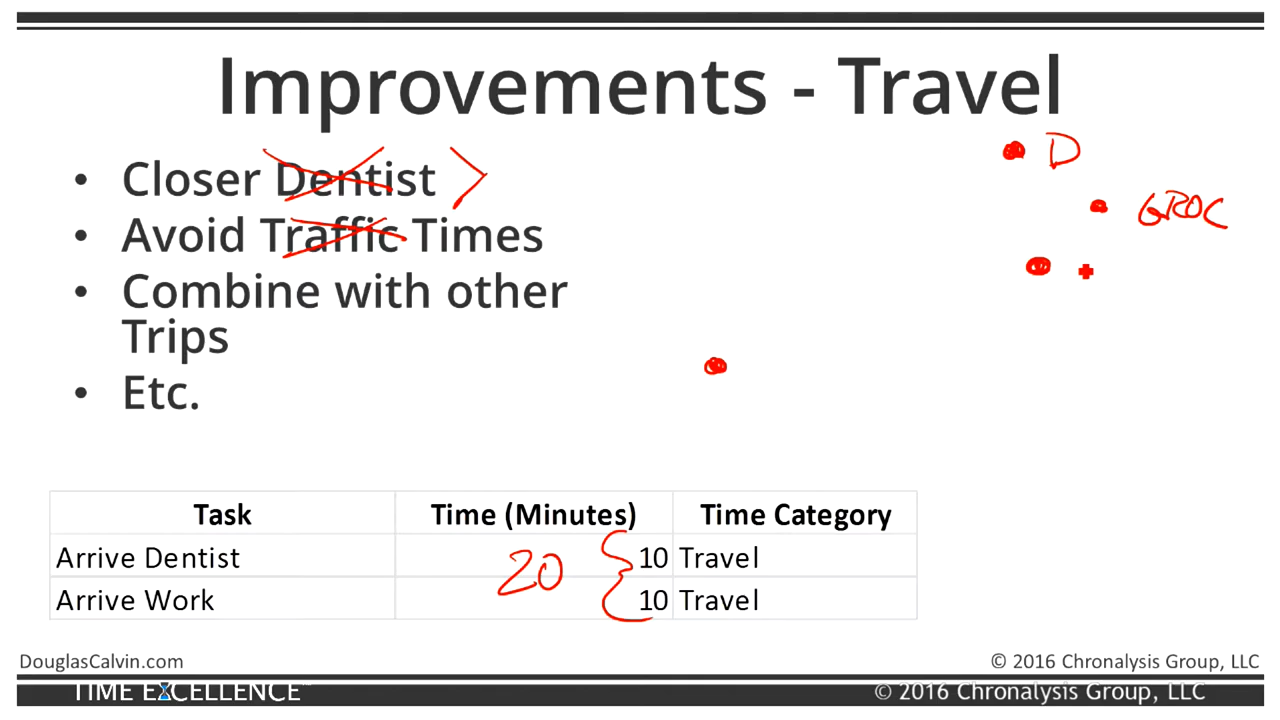 Improvements - Travel
• Closer Dentist >
D
• Avoid Traffic Times
GROC
• Combine with other
Trips
• Etc.
Task Time (Minutes) Time Category
Arrive Dentist 10 Travel
20
Arrive Work 10 Travel
DouglasCalvin.com © 2016 Chronalysis Group, LLC
TIME EXCELLENCE™ © 2016 Chronalysis Group, LLC